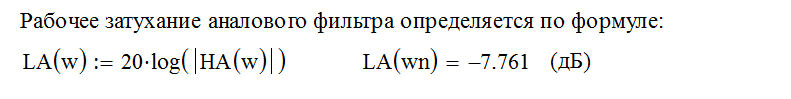 Рабочее затухание аналового фильтра определяется по формуле:
LA(w) := 20·log(|HA(w)|) LA(wn) = −7.761 (дБ)